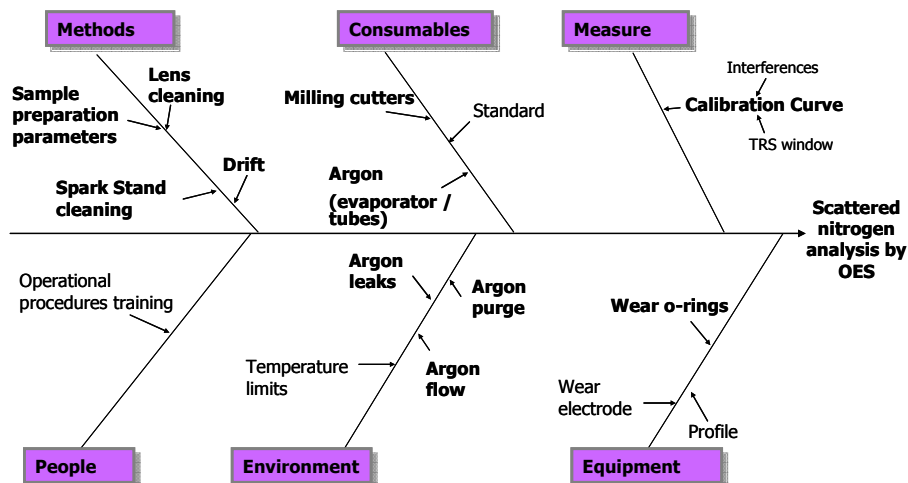 Methods
Consumables
Measure
Lens
cleaning
Sample
preparation
parameters
Drift
Spark Stand
cleaning
Milling cutters
Standard
Argon
(evaporator /
tubes)
Interferences
Calibration Curve
TRS window
Scattered
nitrogen
analysis by
OES
Operational
procedures training
Argon
leaks
Argon
purge
Temperature
limits
Argon
flow
Wear o-rings
Wear
electrode
Profile
People
Environment
Equipment